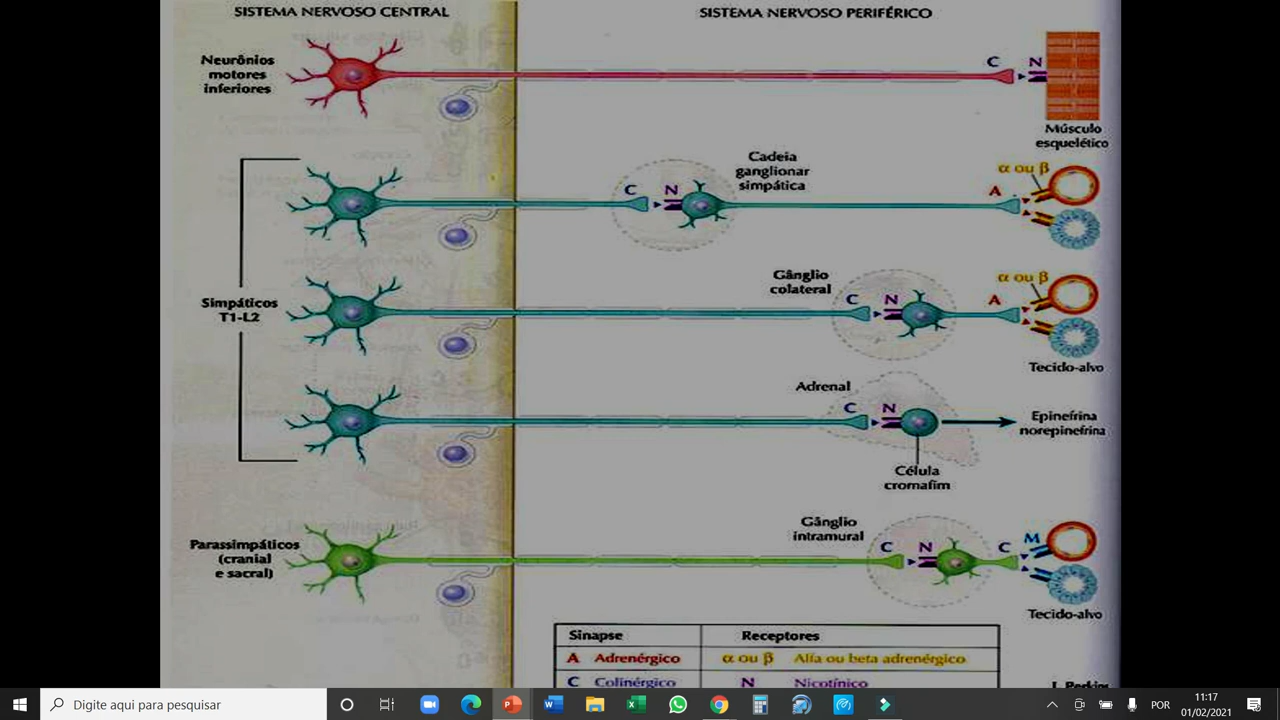 SISTEMA NERVOSO CENTRAL
SISTEMA NERVOSO PERIFÉRICO
Neurônios
motores
inferiores
C
N
Músculo
esquelético
Cadeia
ganglionar
simpática
C
N
A
α ou β
Simpáticos
T1-L2
Gânglio
colateral
C
N
A
α ou β
Tecido-alvo
Adrenal
C
N
Epinefrina
norepinefrina
Célula
cromafim
Parassimpáticos
(cranial
e sacral)
Gânglio
intramural
C
N
C
M
Tecido-alvo
Sinapse Receptores
A Adrenérgico α ou β Alfa ou beta adrenérgico
C Colinérgico N Nicotínico
Digite aqui para pesquisar
POR
11:17
01/02/2021